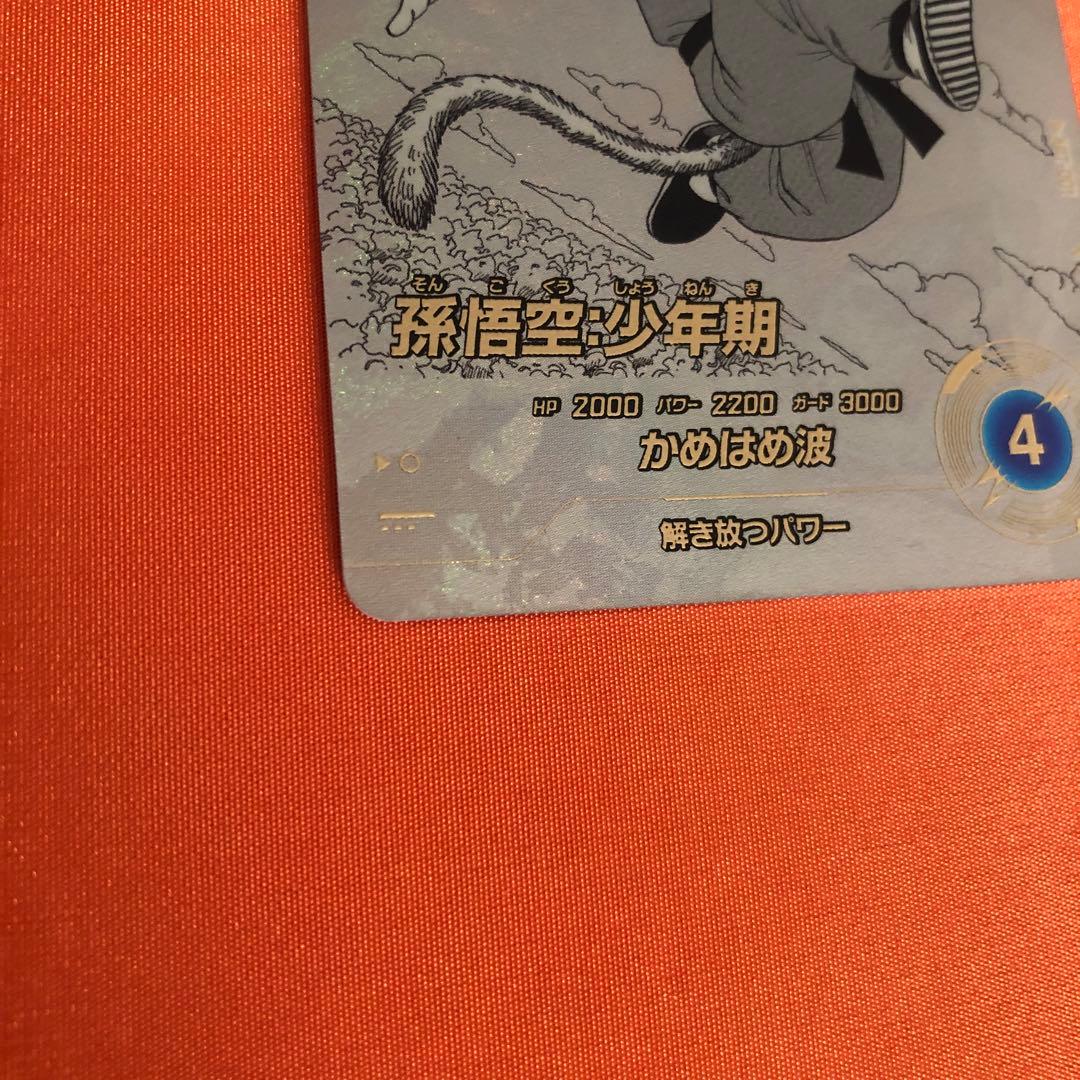 そん ご くう しょう ねん き
孫悟空:少年期
HP 2000 パワー 2200 ガード 3000
かめはめ波
4
解き放つパワー